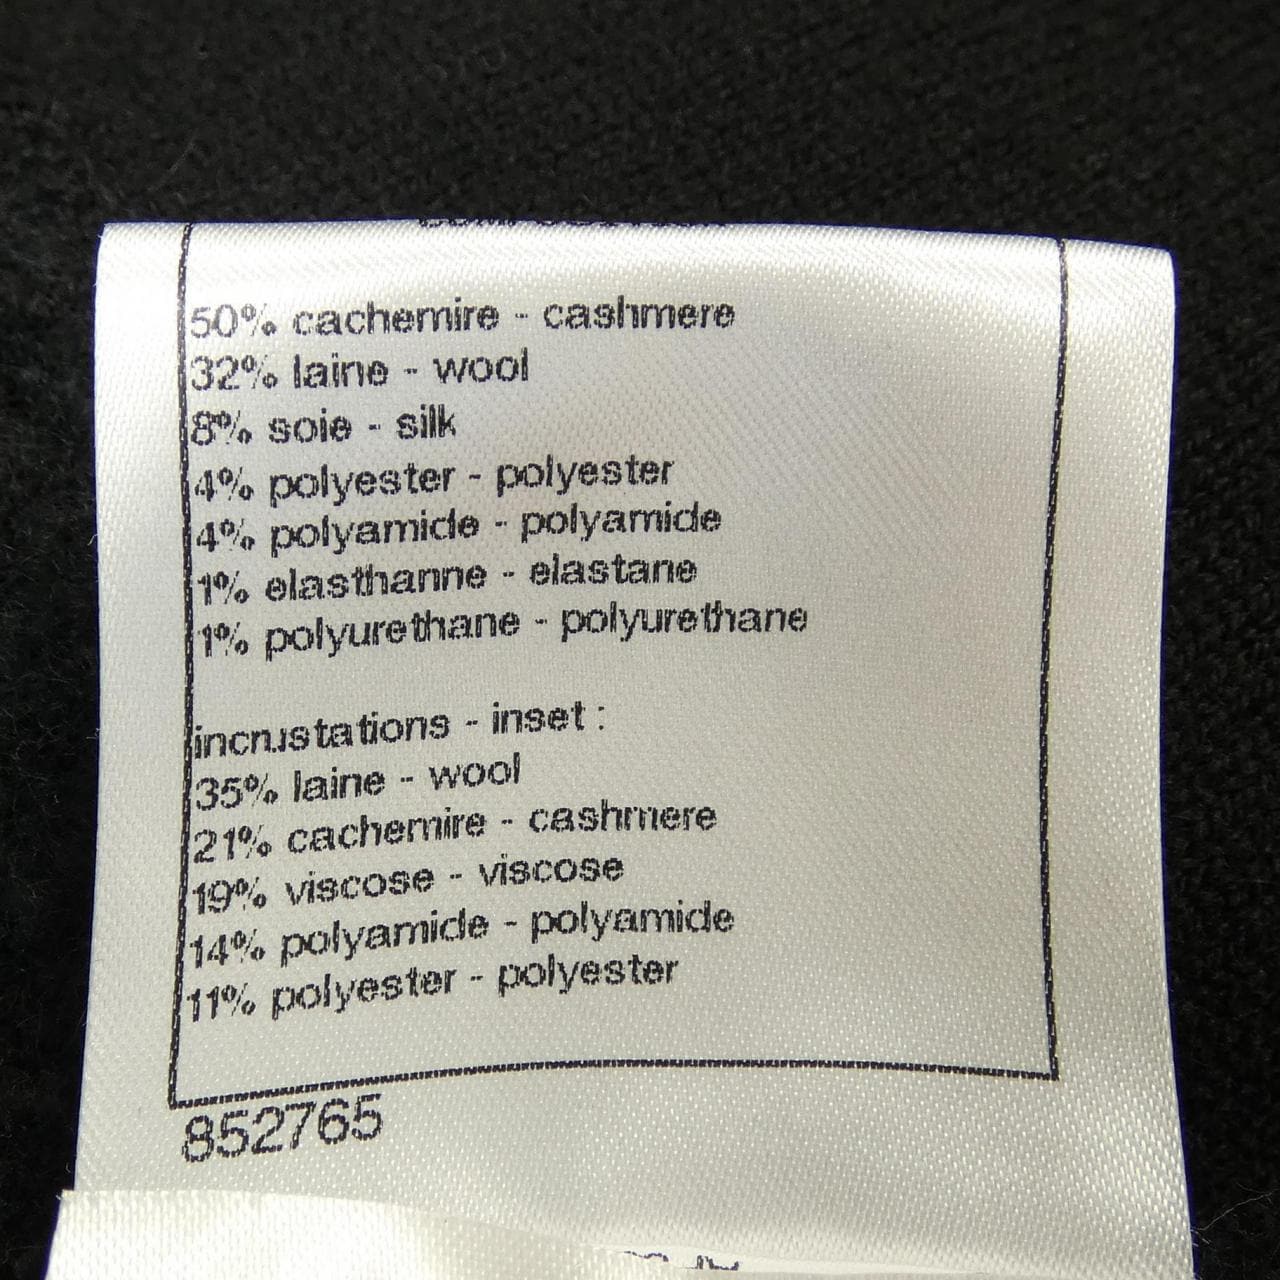 50% cachemire - cashmere
32% laine - wool
8% soie - silk
4% polyester - polyester
4% polyamide - polyamide
1% elasthanne - elastane
1% polyurethane - polyurethane
incrustations - inset :
35% laine - wool
21% cachemire - cashmere
19% viscose - viscose
14% polyamide - polyamide
11% polyester - polyester
852765